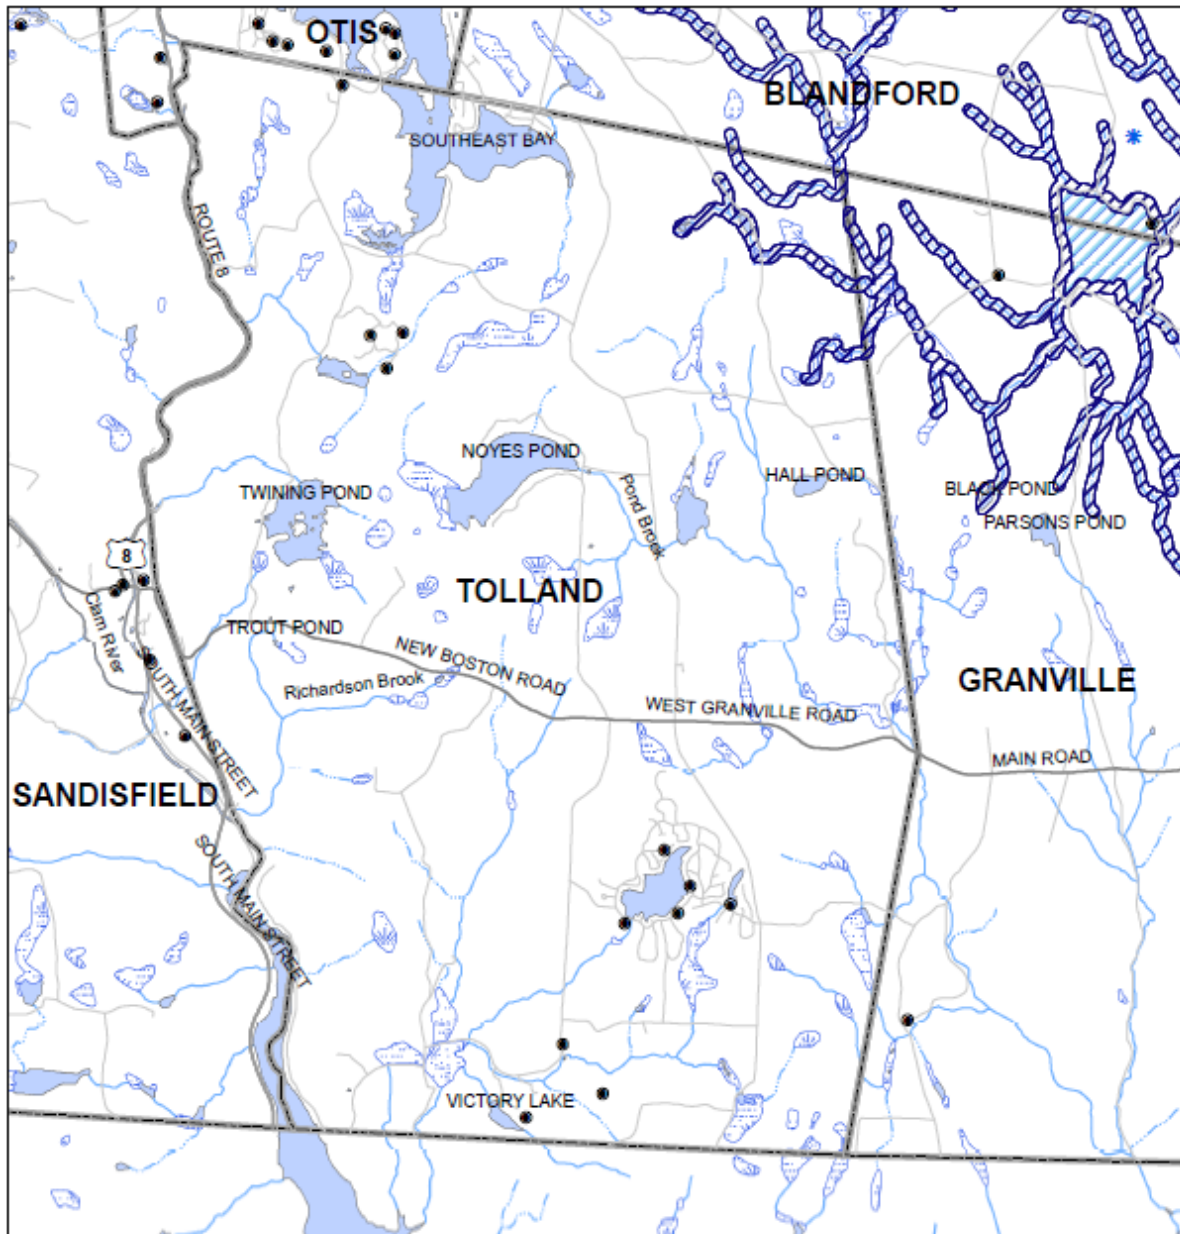 OTIS
BLANDFORD
SOUTHEAST BAY
ROUTE 8
NOYES POND
TWINING POND
HALL POND
BLACK POND
Pond Brook
PARSONS POND
8
TOLLAND
Clam River
TROUT POND
NEW BOSTON ROAD
Richardson Brook
GRANVILLE
SOUTH MAIN STREET
WEST GRANVILLE ROAD
MAIN ROAD
SANDISFIELD
SOUTH MAIN STREET
VICTORY LAKE